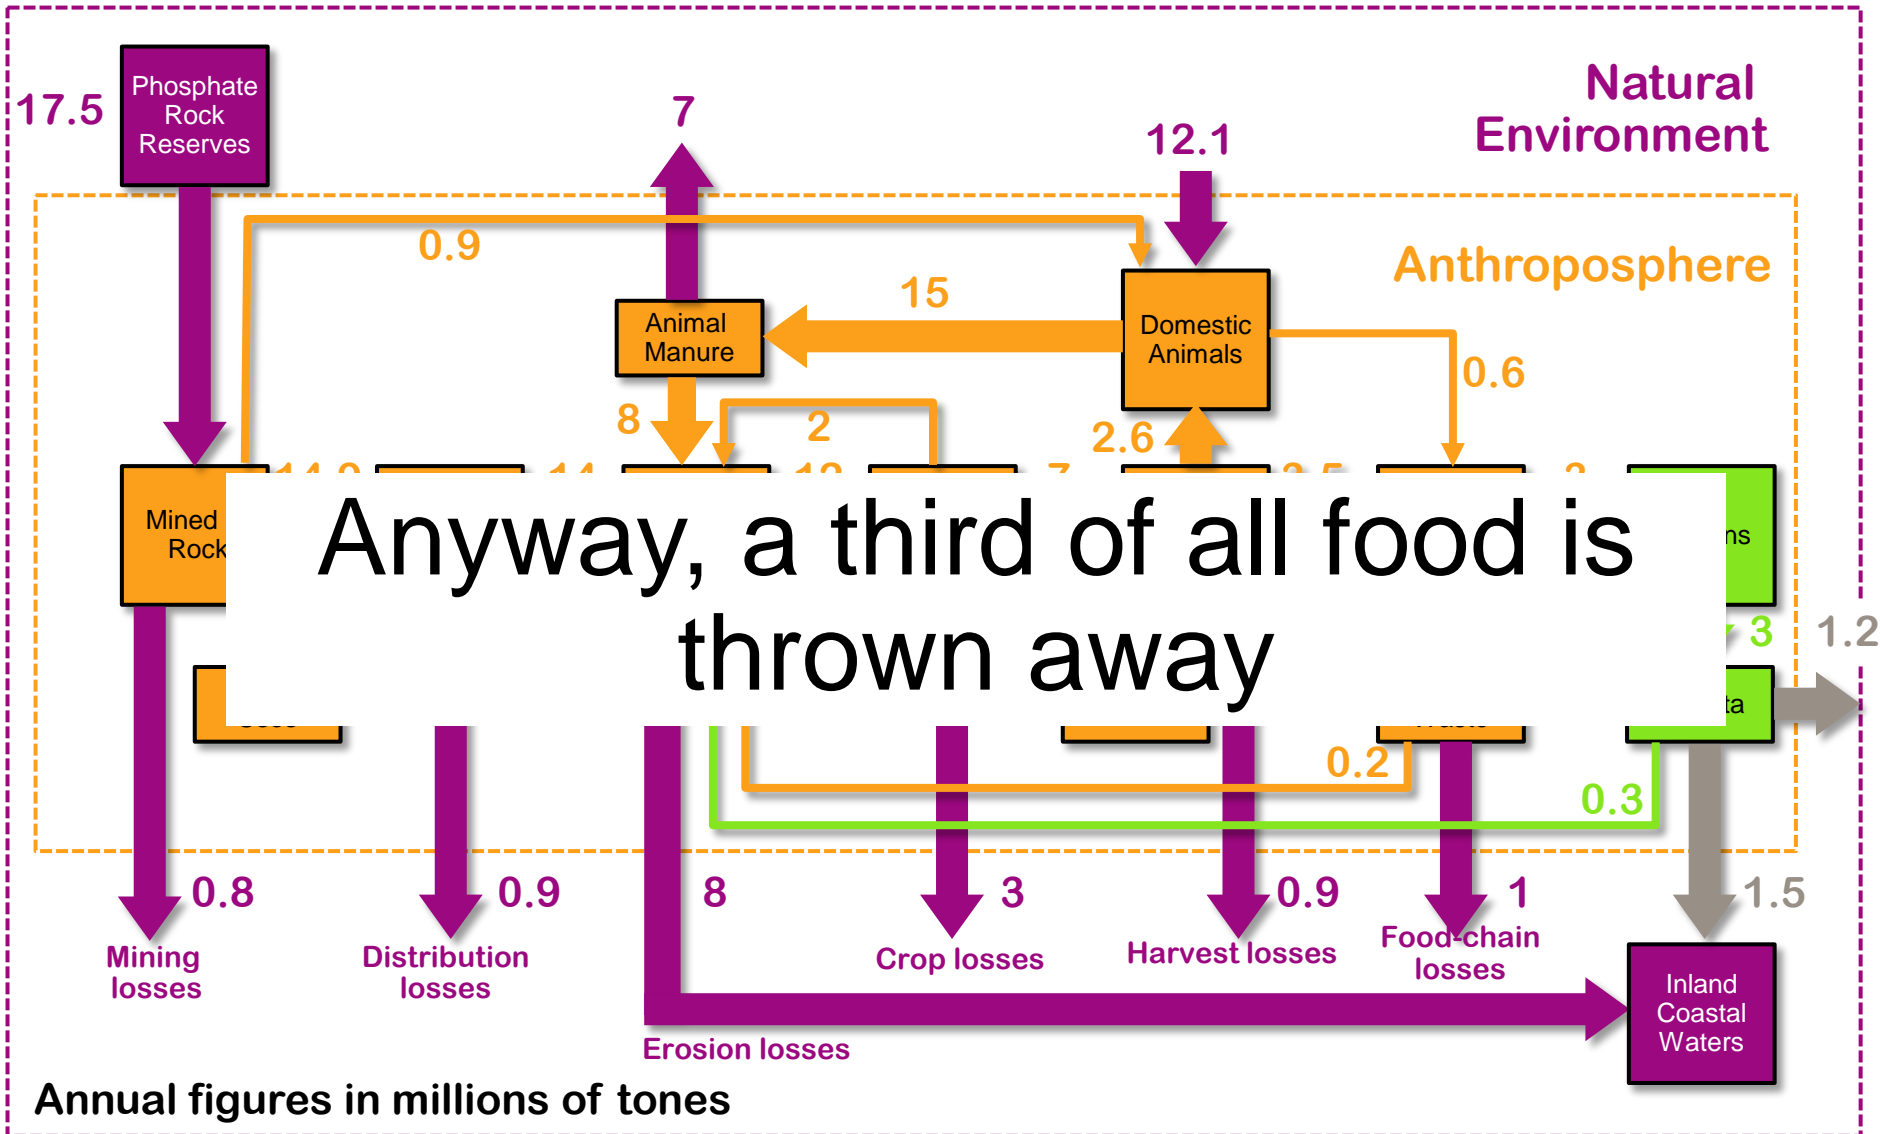 Phosphate
Rock
Reserves
17.5
7
12.1
Natural
Environment
0.9
Anthroposphere
15
Animal
Manure
Domestic
Animals
0.6
8
2
2.6
Mined
Rock
ns
Anyway, a third of all food is
thrown away
3
1.2
ta
0.2
0.3
0.8
0.9
8
3
0.9
1
1.5
Mining
losses
Distribution
losses
Crop losses
Harvest losses
Food-chain
losses
Inland
Coastal
Waters
Erosion losses
Annual figures in millions of tones